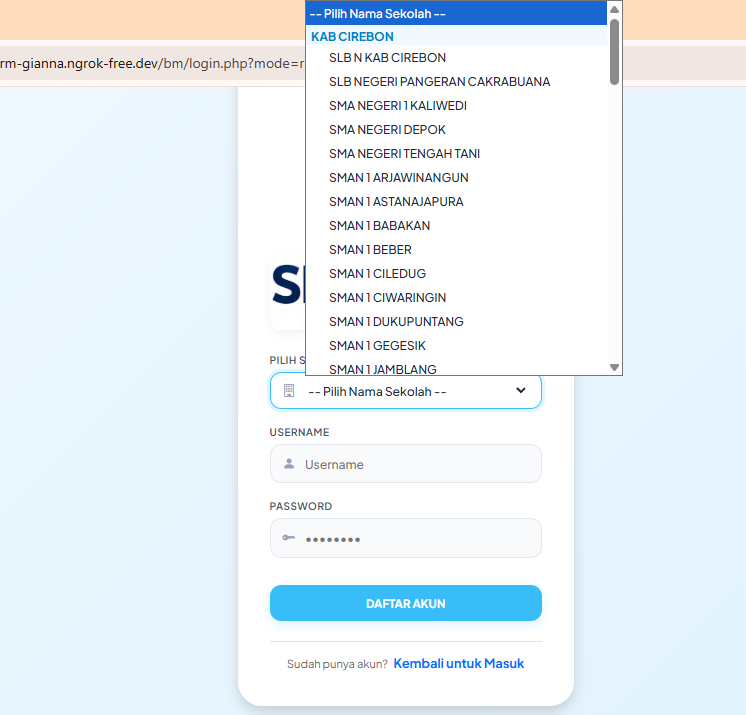 -- Pilih Nama Sekolah --
KAB CIREBON
rm-gianna.ngrok-free.dev/bm/login.php?mode=r
SLB N KAB CIREBON
SLB NEGERI PANGERAN CAKRABUANA
SMA NEGERI 1 KALIWEDI
SMA NEGERI DEPOK
SMA NEGERI TENGAH TANI
SMAN 1 ARJAWINANGUN
SMAN 1 ASTANAJAPURA
SMAN 1 BABAKAN
SMAN 1 BEBER
SMAN 1 CILEDUG
SMAN 1 CIWARINGIN
SMAN 1 DUKUPUNTANG
SMAN 1 GEGESIK
SMAN 1 JAMBLANG
PILIH S
-- Pilih Nama Sekolah --
USERNAME
Username
PASSWORD
••••••••
DAFTAR AKUN
Sudah punya akun? Kembali untuk Masuk